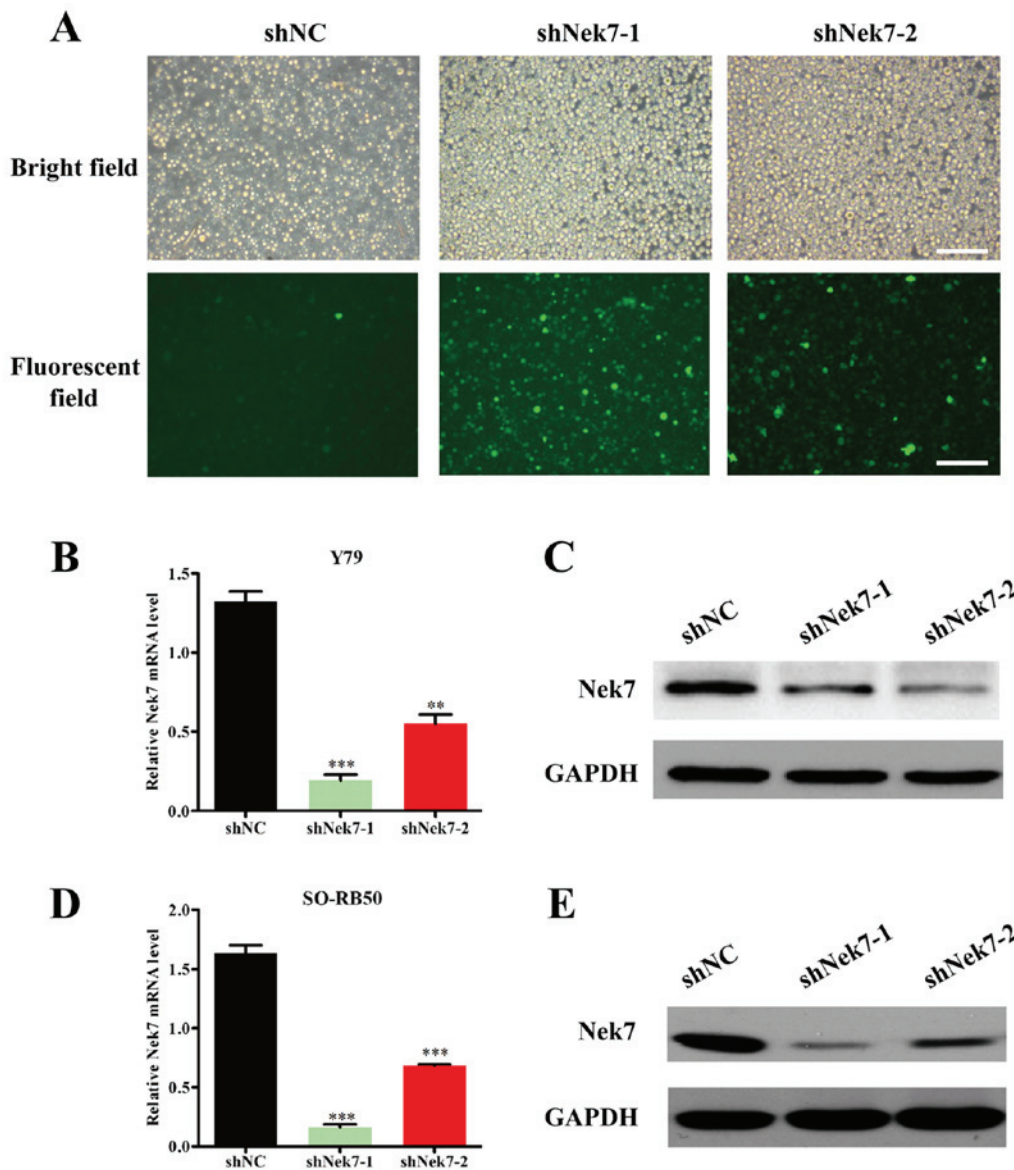 A
shNC
shNek7-1
shNek7-2
Bright field
Fluorescent
field
B
Y79
Relative Nek7 mRNA level
1.5
1.0
0.5
0.0
***
**
shNC
shNek7-1
shNek7-2
C
shNC
shNek7-1
shNek7-2
Nek7
GAPDH
D
SO-RB50
Relative Nek7 mRNA level
2.0
1.5
1.0
0.5
0.0
***
***
shNC
shNek7-1
shNek7-2
E
shNC
shNek7-1
shNek7-2
Nek7
GAPDH